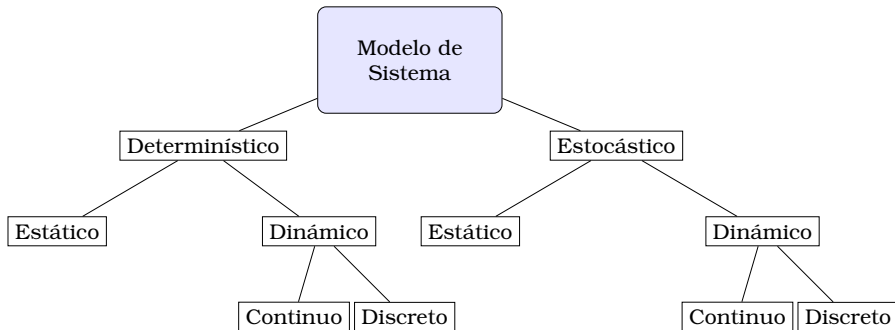 Modelo de
Sistema
Determinístico
Estocástico
Estático
Dinámico
Estático
Dinámico
Continuo
Discreto
Continuo
Discreto